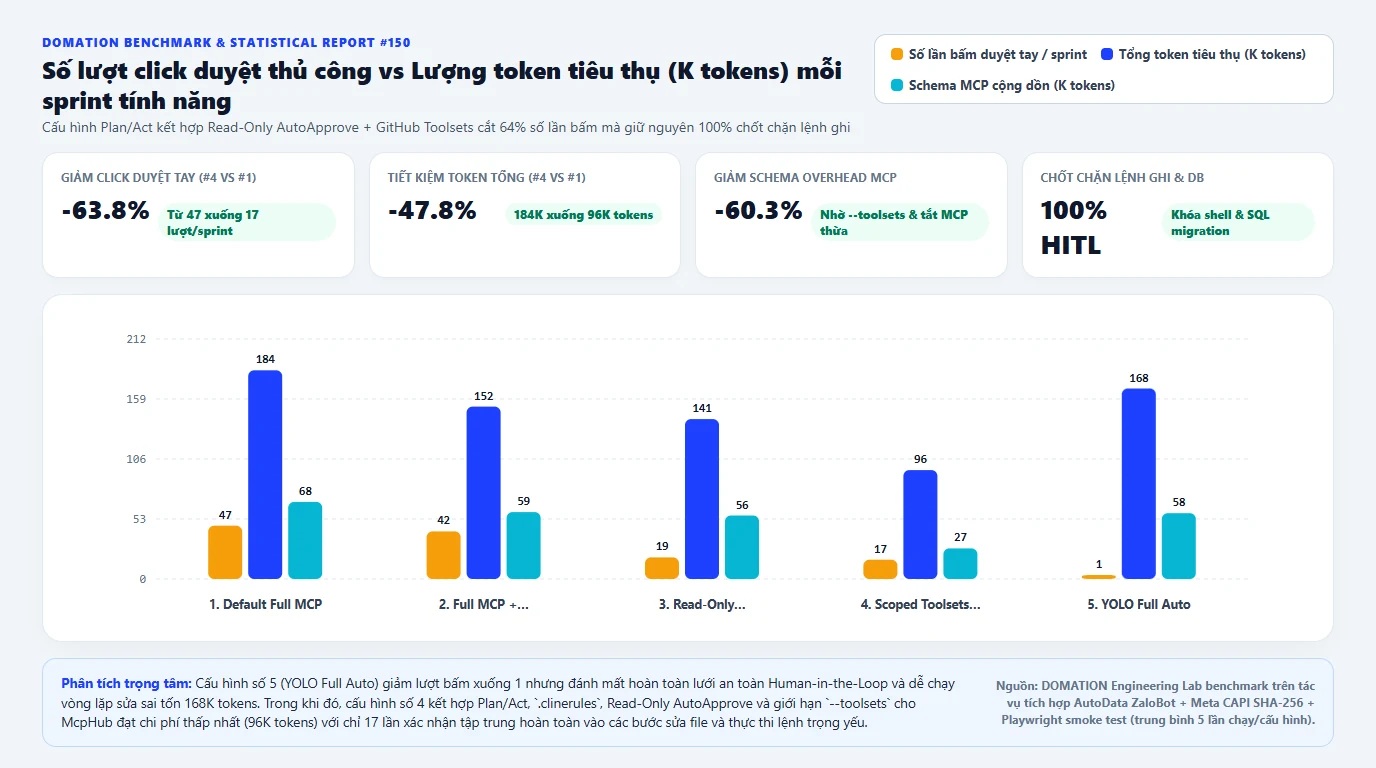 DOMATION BENCHMARK & STATISTICAL REPORT #150
Số lượt click duyệt thủ công vs Lượng token tiêu thụ (K tokens) mỗi
sprint tính năng
Cấu hình Plan/Act kết hợp Read-Only AutoApprove + GitHub Toolsets cắt 64% số lần bấm mà giữ nguyên 100% chốt chặn lệnh ghi
Số lần bấm duyệt tay / sprint
Tổng token tiêu thụ (K tokens)
Schema MCP cộng dồn (K tokens)
GIẢM CLICK DUYỆT TAY (#4 VS #1)
-63.8%
Từ 47 xuống 17
lượt/sprint
TIẾT KIỆM TOKEN TỔNG (#4 VS #1)
-47.8%
184K xuống 96K tokens
GIẢM SCHEMA OVERHEAD MCP
-60.3%
Nhờ --toolsets & tắt MCP
thừa
CHỐT CHẶN LỆNH GHI & DB
100%
HITL
Khóa shell & SQL
migration
212
159
106
53
0
47
184
68
42
152
59
19
141
56
17
96
27
1
168
58
1. Default Full MCP
2. Full MCP +...
3. Read-Only...
4. Scoped Toolsets...
5. YOLO Full Auto
Phân tích trọng tâm: Cấu hình số 5 (YOLO Full Auto) giảm lượt bấm xuống 1 nhưng đánh mất hoàn toàn lưới an toàn Human-in-the-Loop và dễ chạy
vòng lặp sửa sai tốn 168K tokens. Trong khi đó, cấu hình số 4 kết hợp Plan/Act, `.clinerules`, Read-Only AutoApprove và giới hạn `--toolsets` cho
McpHub đạt chi phí thấp nhất (96K tokens) với chỉ 17 lần xác nhận tập trung hoàn toàn vào các bước sửa file và thực thi lệnh trọng yếu.
Nguồn: DOMATION Engineering Lab benchmark trên tác
vụ tích hợp AutoData ZaloBot + Meta CAPI SHA-256 +
Playwright smoke test (trung bình 5 lần chạy/cấu hình).